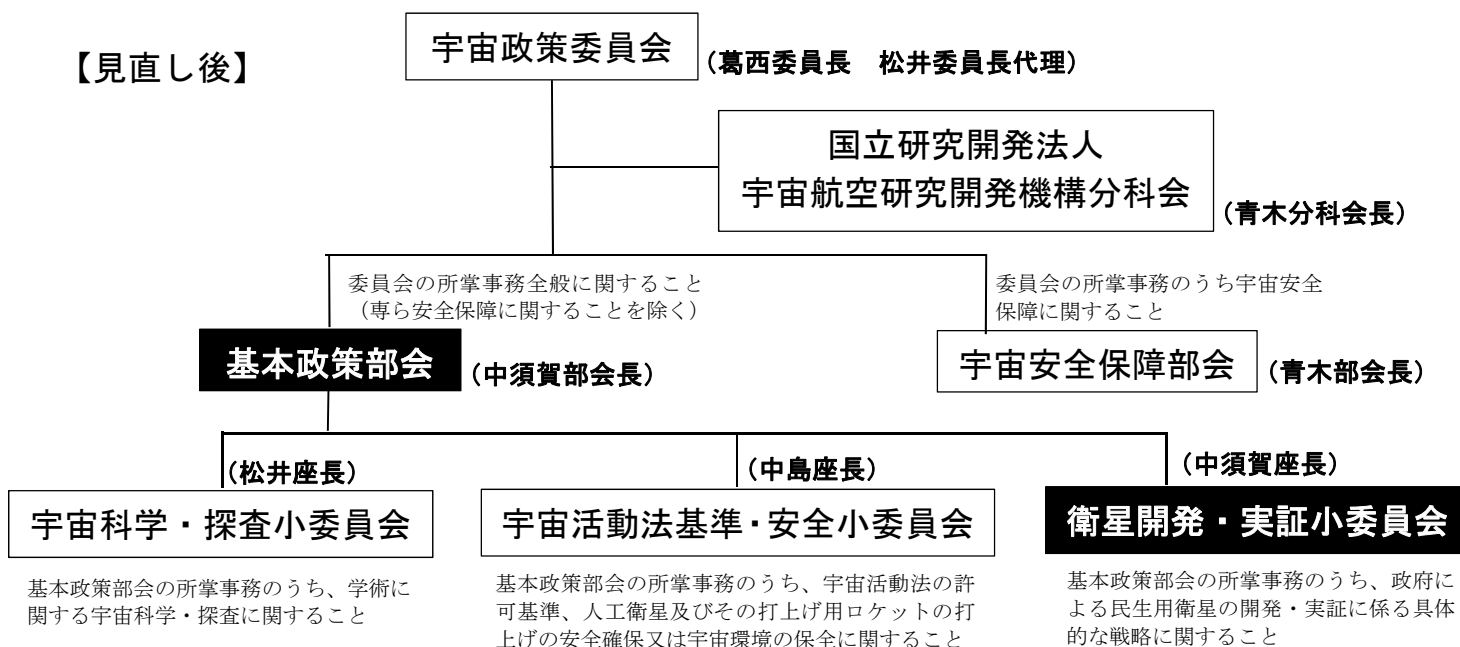 【見直し後】
宇宙政策委員会
（葛西委員長　松井委員長代理）
国立研究開発法人
宇宙航空研究開発機構分科会
（青木分科会長）
委員会の所掌事務全般に関すること
（専ら安全保障に関することを除く）
委員会の所掌事務のうち宇宙安全
保障に関すること
基本政策部会
（中須賀部会長）
宇宙安全保障部会
（青木部会長）
（松井座長）
宇宙科学・探査小委員会
基本政策部会の所掌事務のうち、学術に
関する宇宙科学・探査に関すること
（中島座長）
宇宙活動法基準・安全小委員会
基本政策部会の所掌事務のうち、宇宙活動法の許
可基準、人工衛星及びその打上げ用ロケットの打
上げの安全確保又は宇宙環境の保全に関すること
（中須賀座長）
衛星開発・実証小委員会
基本政策部会の所掌事務のうち、政府に
よる民生用衛星の開発・実証に係る具体
的な戦略に関すること